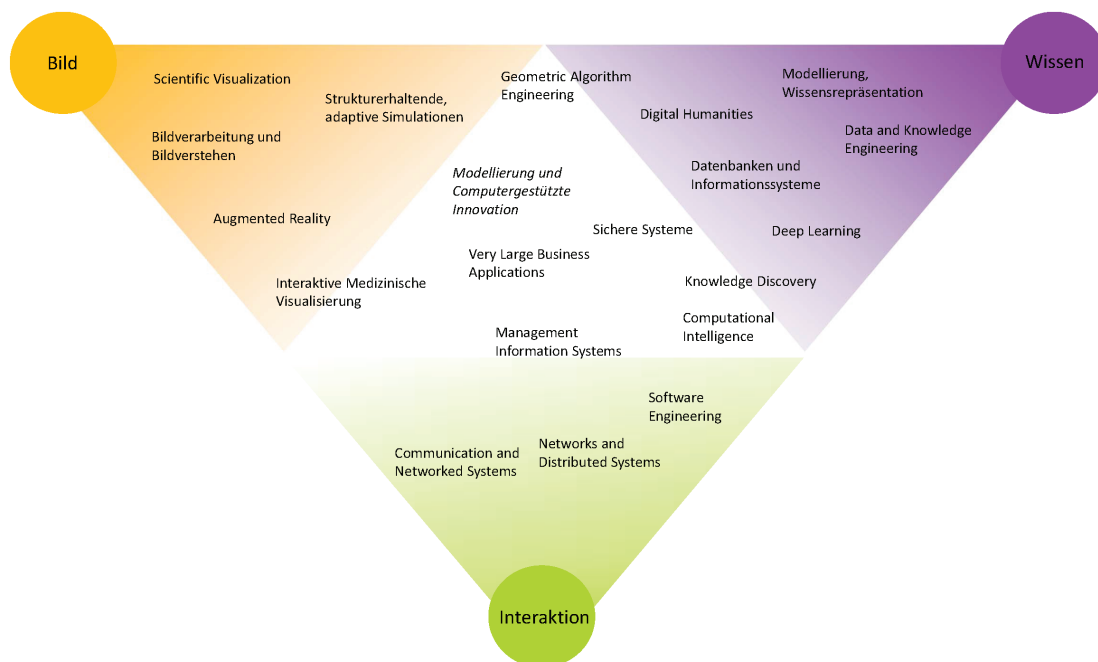 Bild
Wissen
Scientific Visualization
Strukturerhaltende,
adaptive Simulationen
Bildverarbeitung und
Bildverstehen
Augmented Reality
Interaktive Medizinische
Visualisierung
Geometric Algorithm
Engineering
Modellierung und
Computergestützte
Innovation
Sichere Systeme
Very Large Business
Applications
Management
Information Systems
Modellierung,
Wissensrepräsentation
Digital Humanities
Data and Knowledge
Engineering
Datenbanken und
Informationssysteme
Deep Learning
Knowledge Discovery
Computational
Intelligence
Software
Engineering
Communication and
Networked Systems
Networks and
Distributed Systems
Interaktion